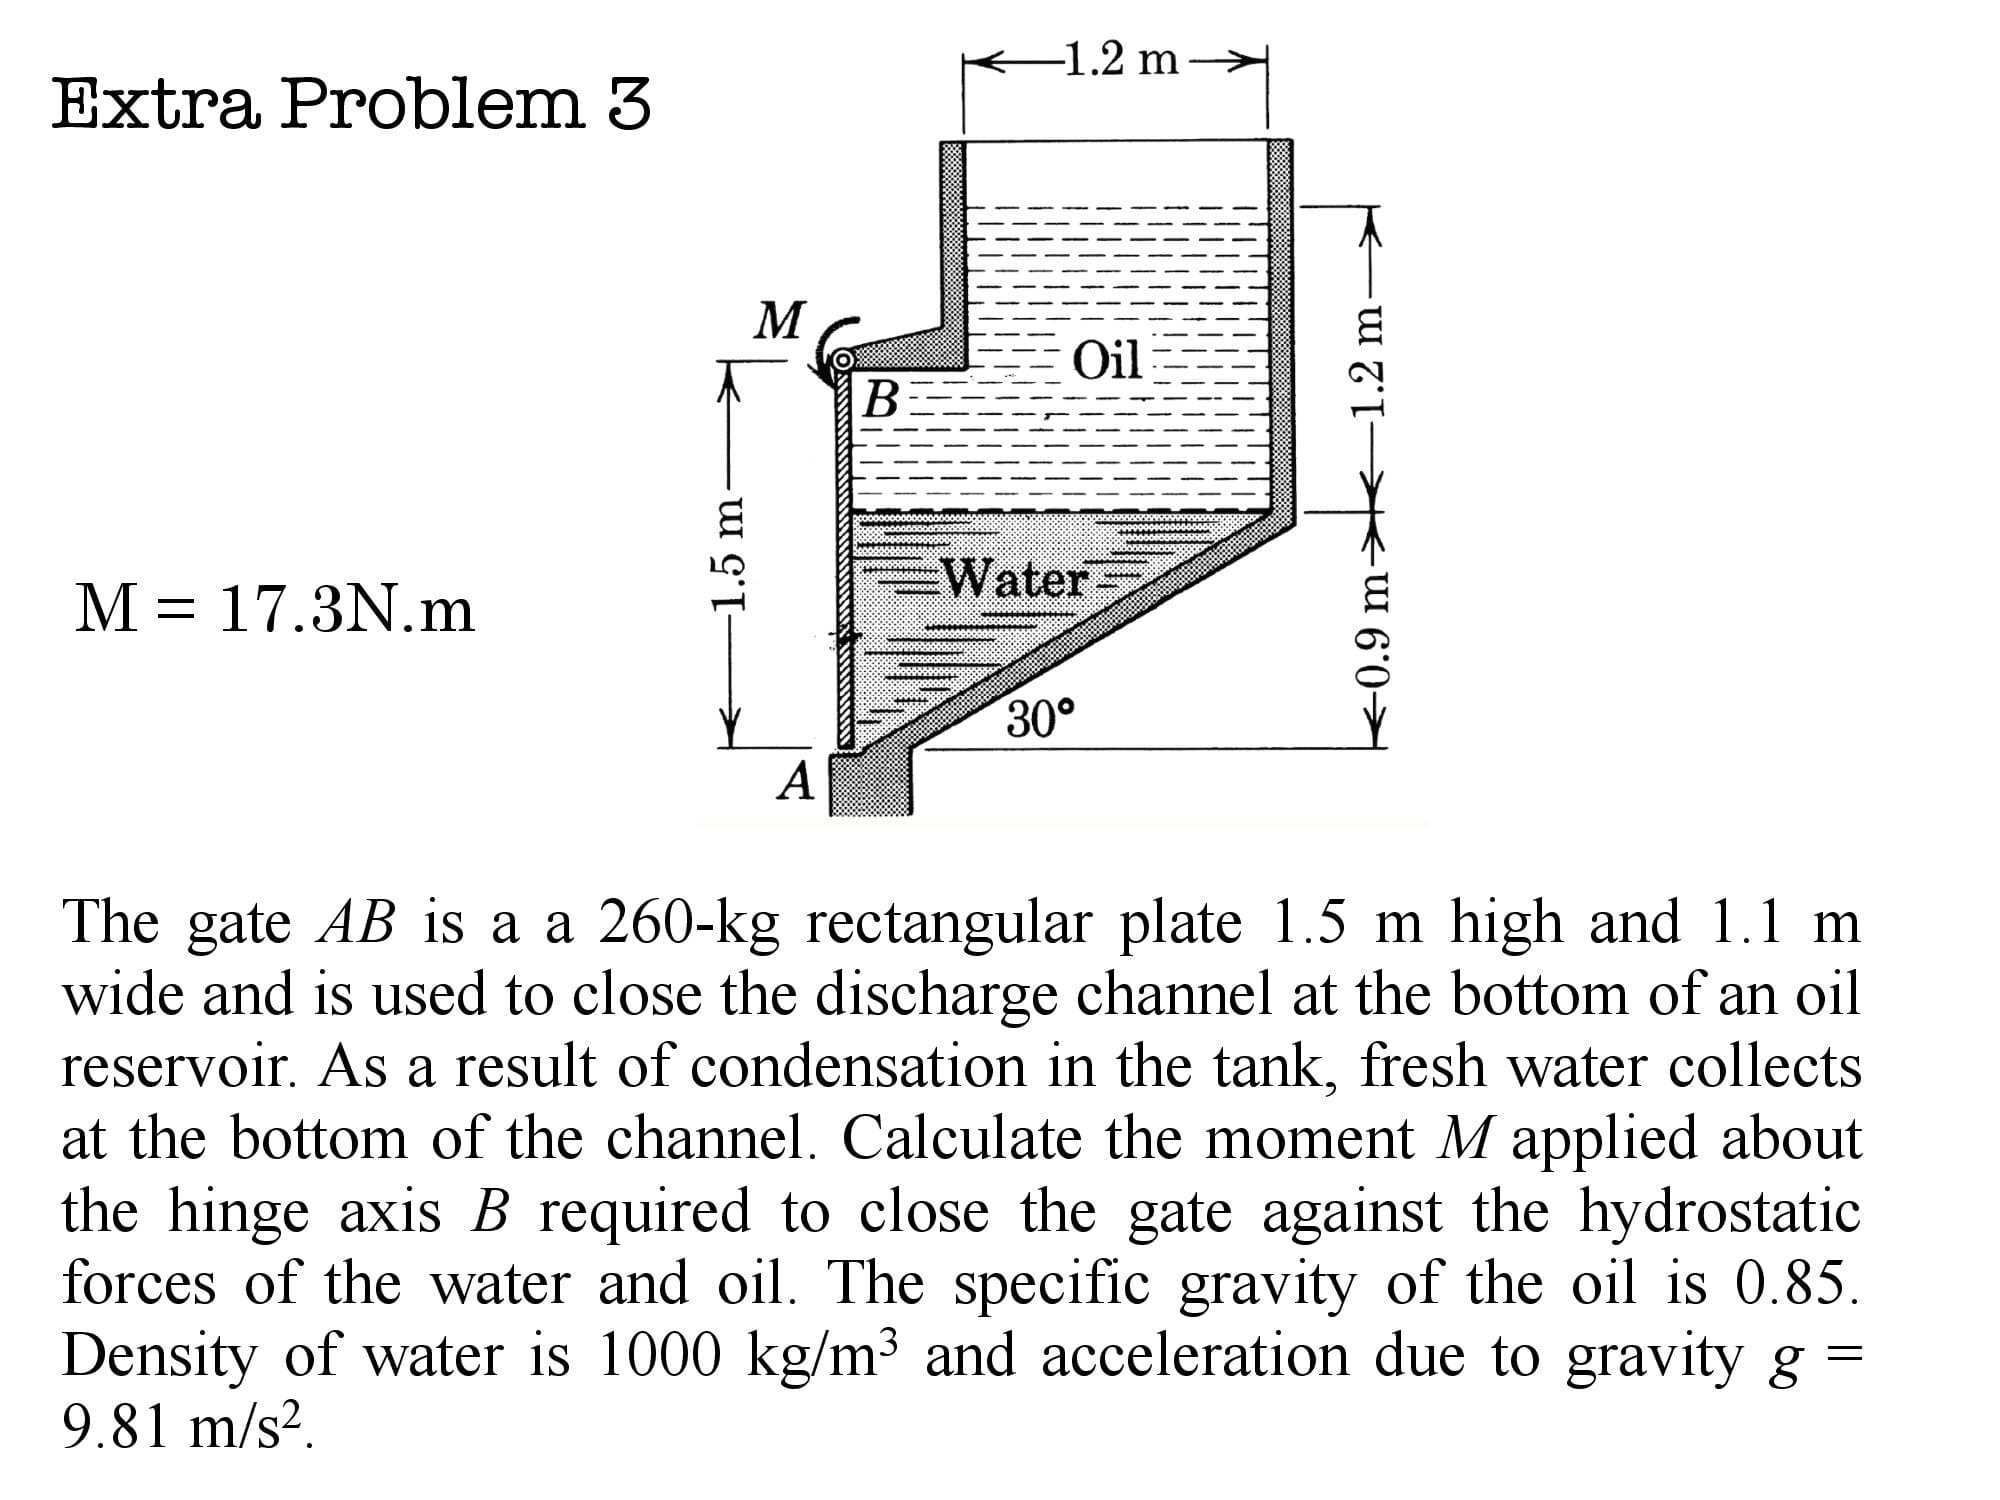 Extra Problem 3
1.2 m
M
Oil
1.2 m
B
1.5 m
Water
0.9 m
M = 17.3N.m
30°
A
The gate AB is a a 260-kg rectangular plate 1.5 m high and 1.1 m
wide and is used to close the discharge channel at the bottom of an oil
reservoir. As a result of condensation in the tank, fresh water collects
at the bottom of the channel. Calculate the moment M applied about
the hinge axis B required to close the gate against the hydrostatic
forces of the water and oil. The specific gravity of the oil is 0.85.
Density of water is 1000 kg/m³ and acceleration due to gravity g =
9.81 m/s².